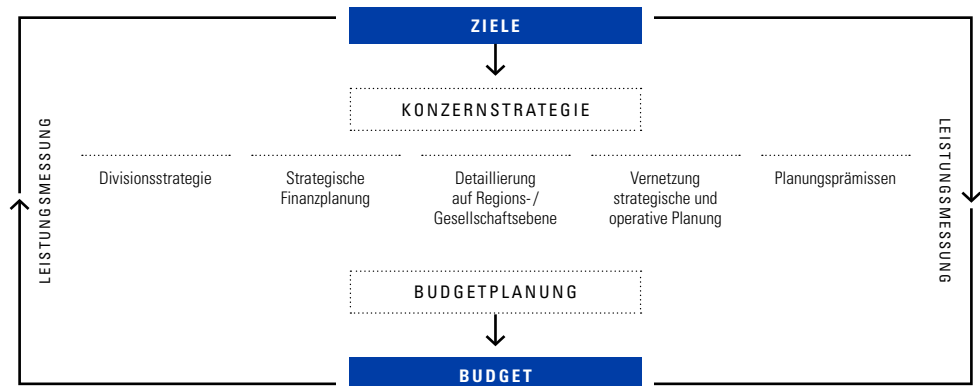 ZIELE
KONZERNSTRATEGIE
LEISTUNGSMESSUNG
LEISTUNGSMESSUNG
Divisionsstrategie
Strategische
Finanzplanung
Detaillierung
auf Regions-/
Gesellschaftsebene
Vernetzung
strategische und
operative Planung
Planungsprämissen
BUDGETPLANUNG
BUDGET